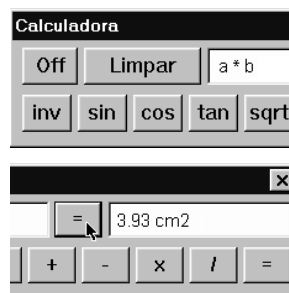 Calculadora
Off Limpar a * b
inv sin cos tan sqrt
= 3.93 cm2
+ - x / =